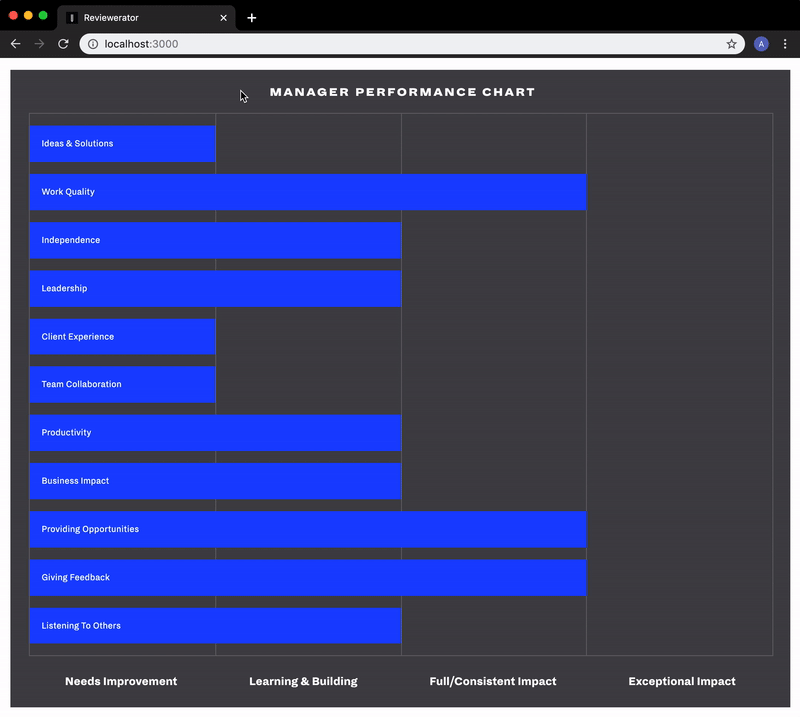 Reviewerator
localhost:3000
A
MANAGER PERFORMANCE CHART
Ideas & Solutions
Work Quality
Independence
Leadership
Client Experience
Team Collaboration
Productivity
Business Impact
Providing Opportunities
Giving Feedback
Listening To Others
Needs Improvement Learning & Building Full/Consistent Impact Exceptional Impact